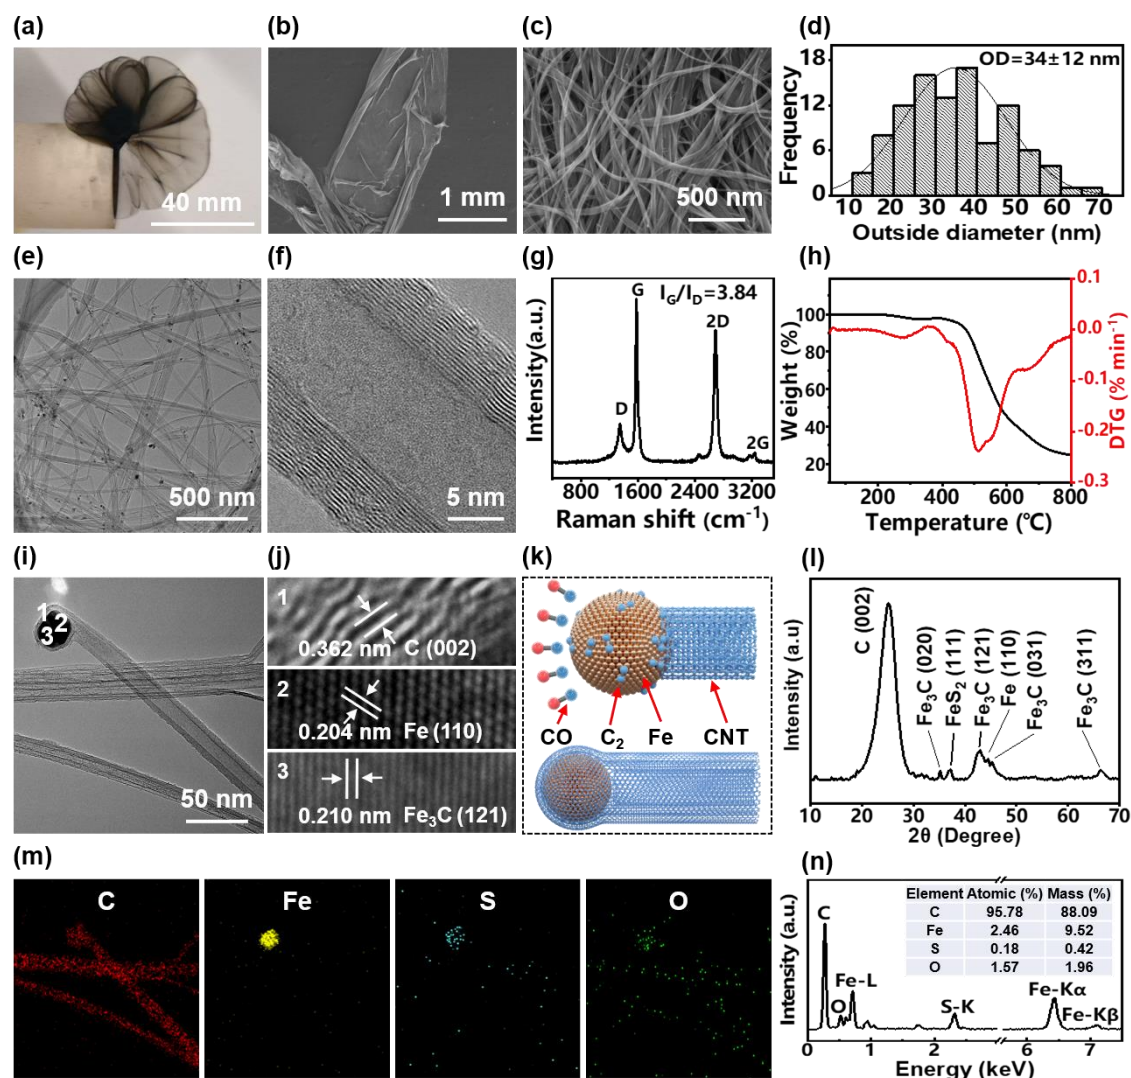 (a)
40 mm
(b)
1 mm
(c)
500 nm
(d)
OD=34±12 nm
Frequency
18
12
6
0
10 20 30 40 50 60 70
Outside diameter (nm)
(e)
500 nm
(f)
5 nm
(g)
Intensity(a.u.)
G
I_G/I_D=3.84
2D
D
2G
800 1600 2400 3200
Raman shift (cm⁻¹)
(h)
Weight (%)
100
80
60
40
20
200 400 600 800
Temperature (℃)
0.1
0.0
-0.1
-0.2
-0.3
DTG (% min⁻¹)
(i)
1
2
3
50 nm
(j)
1
0.362 nm C (002)
2
0.204 nm Fe (110)
3
0.210 nm Fe₃C (121)
(k)
CO C₂ Fe CNT
(l)
Intensity (a.u)
C (002)
Fe₃C (020)
FeS₂ (111)
Fe₃C (121)
Fe (110)
Fe₃C (031)
Fe₃C (311)
10 20 30 40 50 60 70
2θ (Degree)
(m)
C
Fe
S
O
(n)
Intensity (a.u.)
Element Atomic (%) Mass (%)
C 95.78 88.09
Fe 2.46 9.52
S 0.18 0.42
O 1.57 1.96
C
O
Fe-L
S-K
Fe-Kα
Fe-Kβ
0 1 2 6 7
Energy (keV)